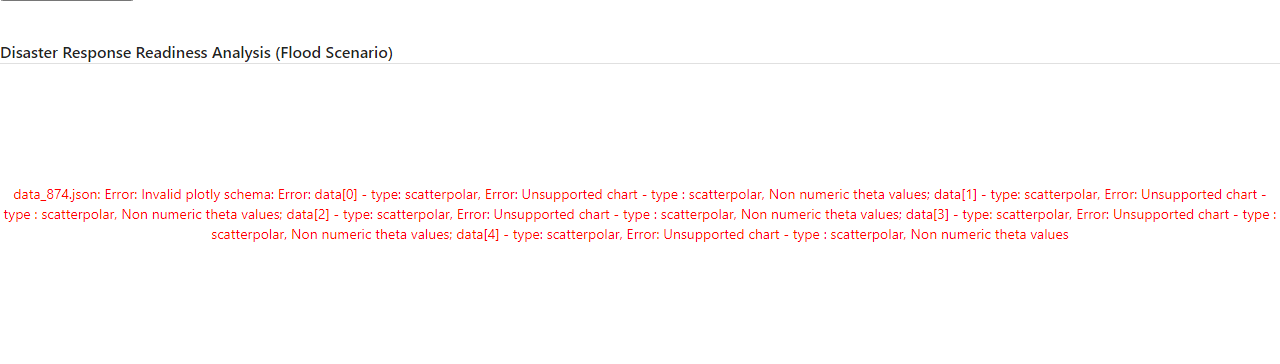 Disaster Response Readiness Analysis (Flood Scenario)
data_874.json: Error: Invalid plotly schema: Error: data[0] - type: scatterpolar, Error: Unsupported chart - type : scatterpolar, Non numeric theta values; data[1] - type: scatterpolar, Error: Unsupported chart -
type : scatterpolar, Non numeric theta values; data[2] - type: scatterpolar, Error: Unsupported chart - type : scatterpolar, Non numeric theta values; data[3] - type: scatterpolar, Error: Unsupported chart - type :
scatterpolar, Non numeric theta values; data[4] - type: scatterpolar, Error: Unsupported chart - type : scatterpolar, Non numeric theta values